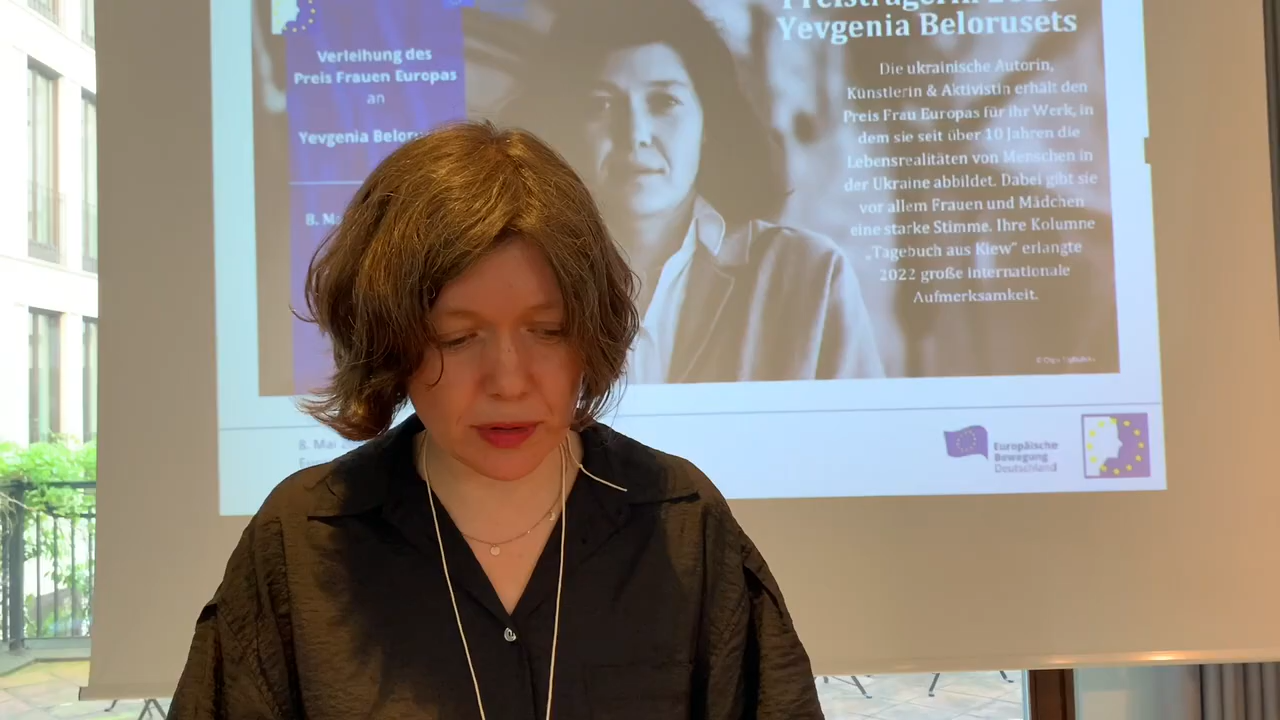 Verleihung des
Preis Frauen Europas
an
Yevgenia
8.
Preisträgerin
Yevgenia Belorusets
Die ukrainische Autorin,
Künstlerin & Aktivistin erhält den
Preis Frau Europas für ihr Werk, in
dem sie seit über 10 Jahren die
Lebensrealitäten von Menschen in
der Ukraine abbildet. Dabei gibt sie
vor allem Frauen und Mädchen
eine starke Stimme. Ihre Kolumne
„Tagebuch aus Kiew" erlangte
2022 große internationale
Aufmerksamkeit.
8. Mai
Europäische
Bewegung
Deutschland